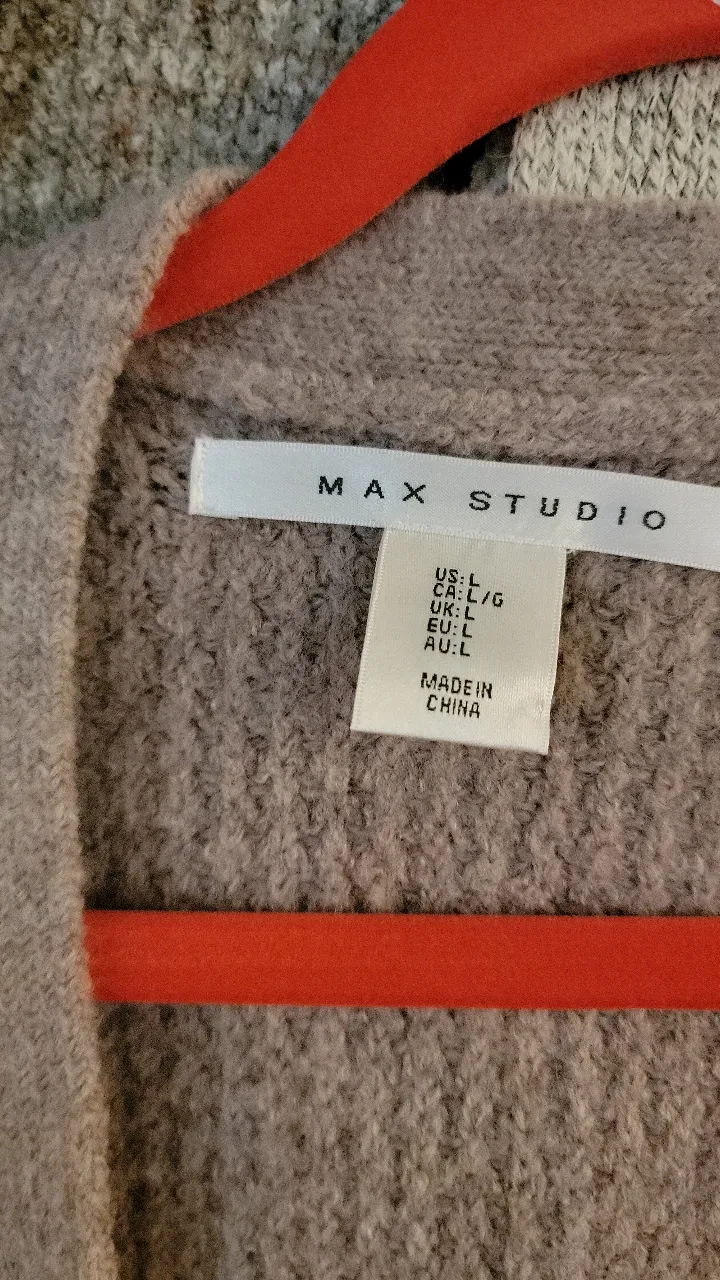 MAX STUDIO
US: L
CA: L/G
UK: L
EU: L
AU: L
MADE IN
CHINA